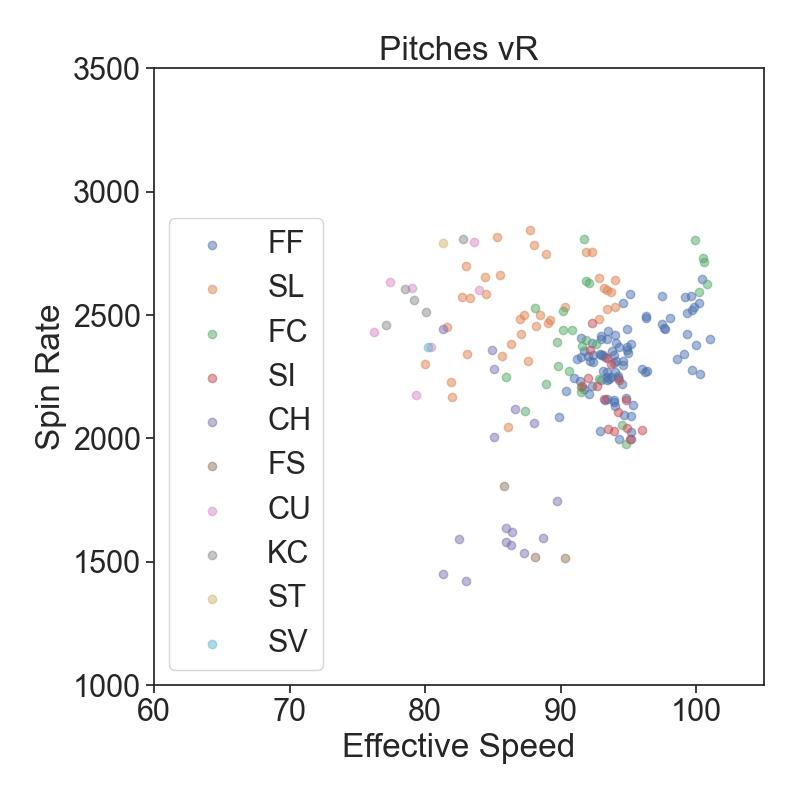 Pitches vR
3500
3000
2500
2000
1500
1000
Spin Rate
FF
SL
FC
SI
CH
FS
CU
KC
ST
SV
60 70 80 90 100
Effective Speed